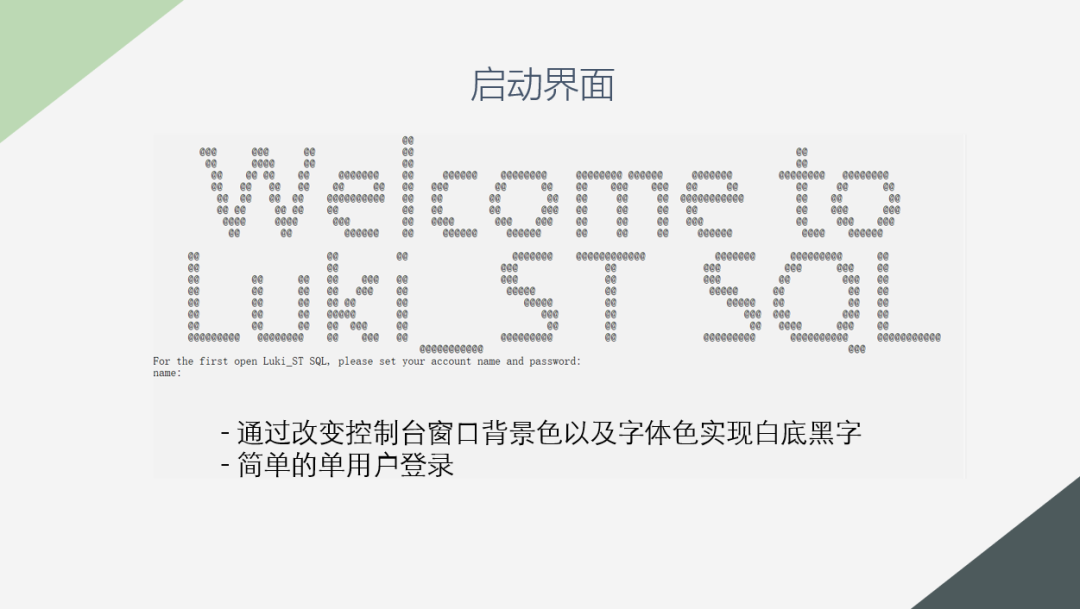 启动界面
Welcome to
Luki_ST SQL
For the first open Luki_ST SQL, please set your account name and password:
name:
- 通过改变控制台窗口背景色以及字体色实现白底黑字
- 简单的单用户登录